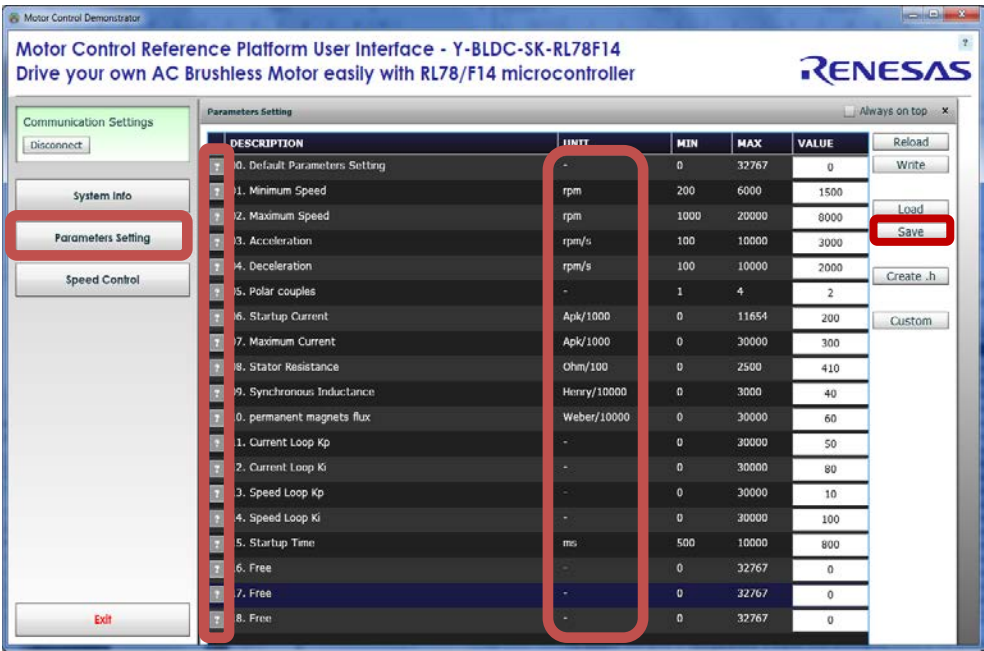 Motor Control Demonstrator
Motor Control Reference Platform User Interface - Y-BLDC-SK-RL78F14
Drive your own AC Brushless Motor easily with RL78/F14 microcontroller
?
RENESAS
Communication Settings
Disconnect
System Info
Parameters Setting
Speed Control
Exit
Parameters Setting
Always on top x
DESCRIPTION UNIT MIN MAX VALUE
? 00. Default Parameters Setting - 0 32767 0
? 01. Minimum Speed rpm 200 6000 1500
? 02. Maximum Speed rpm 1000 20000 8000
? 03. Acceleration rpm/s 100 10000 3000
? 04. Deceleration rpm/s 100 10000 2000
? 05. Polar couples - 1 4 2
? 06. Startup Current Apk/1000 0 11654 200
? 07. Maximum Current Apk/1000 0 30000 300
? 08. Stator Resistance Ohm/100 0 2500 410
? 09. Synchronous Inductance Henry/10000 0 3000 40
? 10. permanent magnets flux Weber/10000 0 30000 60
? 11. Current Loop Kp - 0 30000 50
? 12. Current Loop Ki - 0 30000 80
? 13. Speed Loop Kp - 0 30000 10
? 14. Speed Loop Ki - 0 30000 100
? 15. Startup Time ms 500 10000 800
? 16. Free - 0 32767 0
? 17. Free - 0 32767 0
? 18. Free - 0 32767 0
Reload
Write
Load
Save
Create .h
Custom